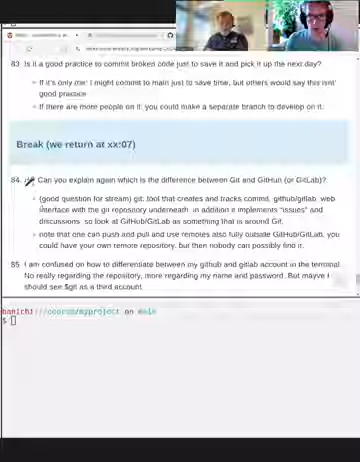 83 Is it a good practice to commit broken code just to save it and pick it up the next day?
If it's only me I might commit to main just to save time, but others would say this isnt'
good practice
If there are more people on it, you could make a separate branch to develop on it.
Break (we return at xx:07)
84. Can you explain again which is the difference between Git and GitHun (or GitLab)?
(good question for stream) git: tool that creates and tracks commits. github/gitlab: web
interface with the git repository underneath. in addition it implements "issues" and
discussions. so look at GitHub/GitLab as something that is around Git.
note that one can push and pull and use remotes also fully outside GitHub/GitLab. you
could have your own remote repository. but then nobody can possibly find it.
85 I am confused on how to differentiate between my github and gitlab account in the terminal.
No really regarding the repository, more regarding my name and password. But mayve I
should see $git as a third account
on main
$